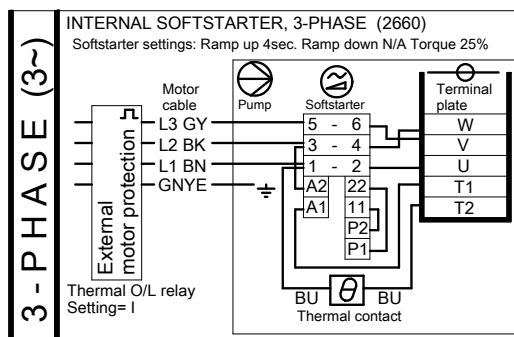 3 - PHASE (3~)
INTERNAL SOFTSTARTER, 3-PHASE (2660)
Softstarter settings: Ramp up 4sec. Ramp down N/A Torque 25%
Motor
cable
Pump
Softstarter
Terminal
plate
External
motor protection
L3 GY
L2 BK
L1 BN
GNYE
5 - 6
3 - 4
1 - 2
A2 22
A1 11
P2
P1
W
V
U
T1
T2
Thermal O/L relay
Setting= I
BU θ BU
Thermal contact